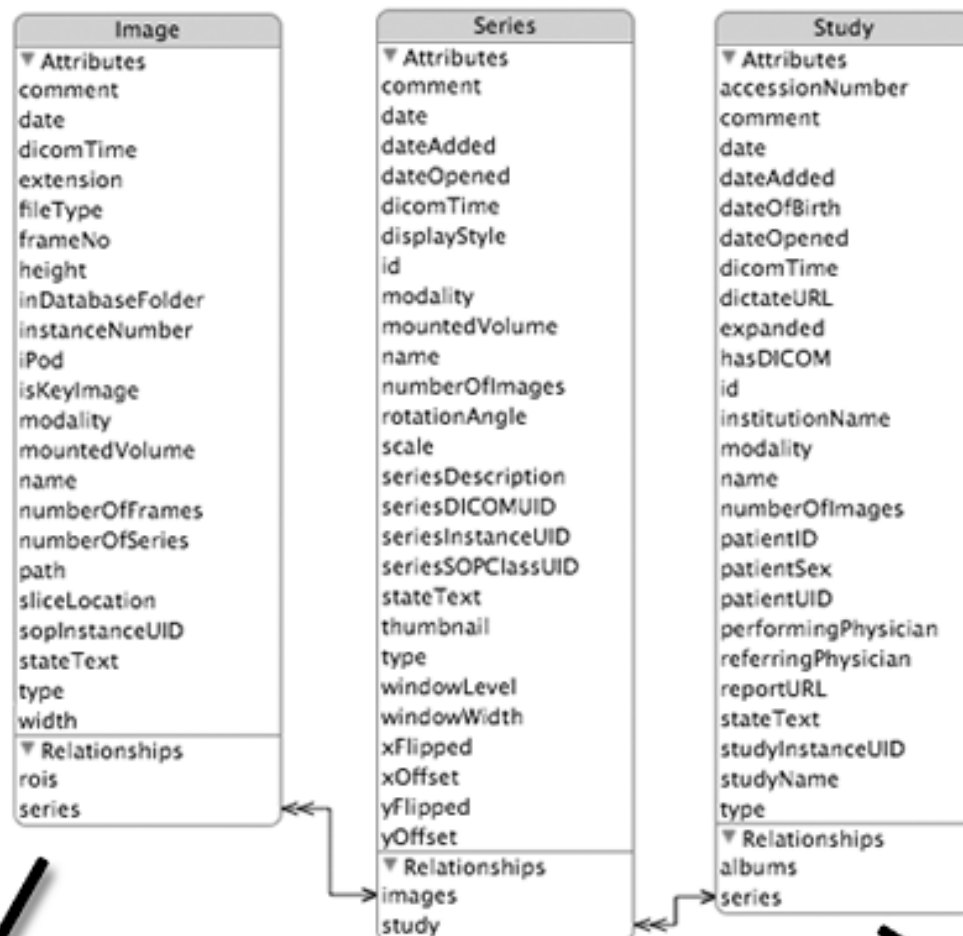 Image
Attributes
comment
date
dicomTime
extension
fileType
frameNo
height
inDatabaseFolder
instanceNumber
iPod
isKeyImage
modality
mountedVolume
name
numberOfFrames
numberOfSeries
path
sliceLocation
sopInstanceUID
stateText
type
width
Relationships
rois
series
Series
Attributes
comment
date
dateAdded
dateOpened
dicomTime
displayStyle
id
modality
mountedVolume
name
numberOfImages
rotationAngle
scale
seriesDescription
seriesDICOMUID
seriesInstanceUID
seriesSOPClassUID
stateText
thumbnail
type
windowLevel
windowWidth
xFlipped
xOffset
yFlipped
yOffset
Relationships
images
study
Study
Attributes
accessionNumber
comment
date
dateAdded
dateOfBirth
dateOpened
dicomTime
dictateURL
expanded
hasDICOM
id
institutionName
modality
name
numberOfImages
patientID
patientSex
patientUID
performingPhysician
referringPhysician
reportURL
stateText
studyInstanceUID
studyName
type
Relationships
albums
series